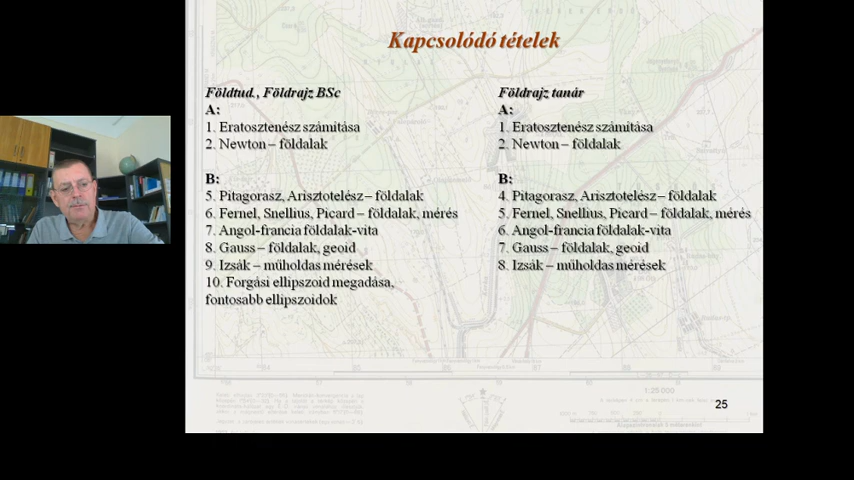 Kapcsolódó tételek
Földtud., Földrajz BSc
A:
1. Eratosztenész számítása
2. Newton – földalak
B:
5. Pitagorasz, Arisztotelész – földalak
6. Fernel, Snellius, Picard – földalak, mérés
7. Angol-francia földalak-vita
8. Gauss – földalak, geoid
9. Izsák – műholdas mérések
10. Forgási ellipszoid megadása,
fontosabb ellipszoidok
Földrajz tanár
A:
1. Eratosztenész számítása
2. Newton – földalak
B:
4. Pitagorasz, Arisztotelész – földalak
5. Fernel, Snellius, Picard – földalak, mérés
6. Angol-francia földalak-vita
7. Gauss – földalak, geoid
8. Izsák – műholdas mérések
1:25 000
25